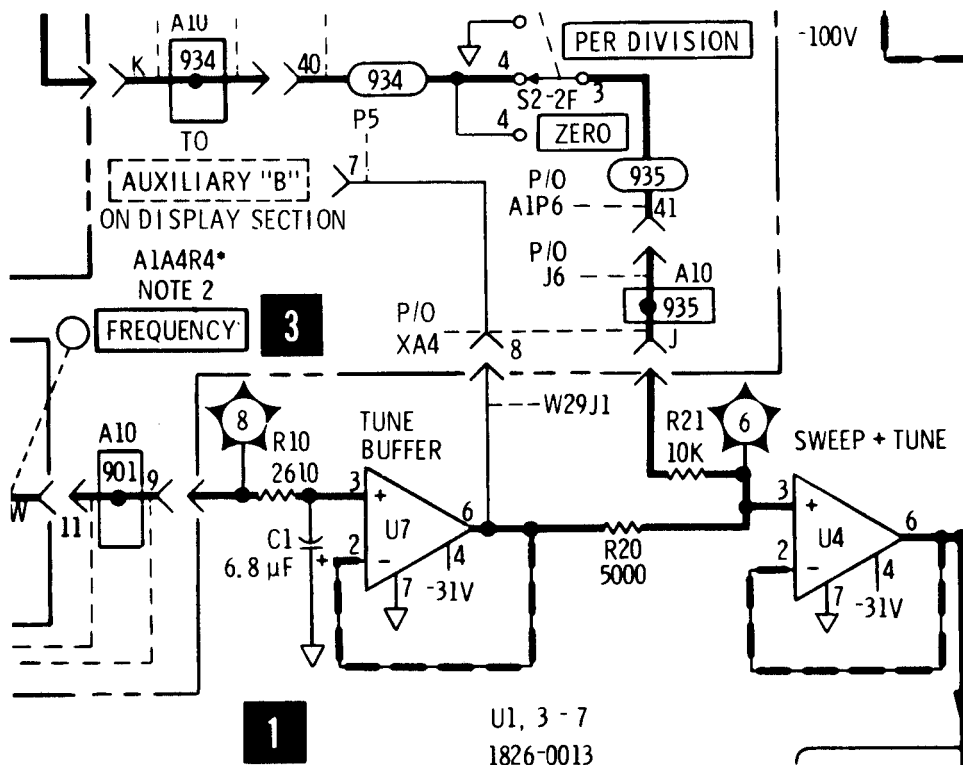 A10
-100V
PER DIVISION
K
934
40
934
4
S2-2F
3
TO
P5
4
ZERO
AUXILIARY "B"
7
P/O
A1P6
935
41
ON DISPLAY SECTION
P/O
J6
A10
A1A4R4*
NOTE 2
FREQUENCY
3
P/O
XA4
8
935
J
W29J1
8
R10
2610
TUNE
BUFFER
R21
10K
6
SWEEP + TUNE
A10
901
9
W
11
3
+
U7
6
2
-
4
-31V
7
C1
6.8 µF
+
R20
5000
3
+
U4
6
2
-
4
-31V
7
1
U1, 3 - 7
1826-0013